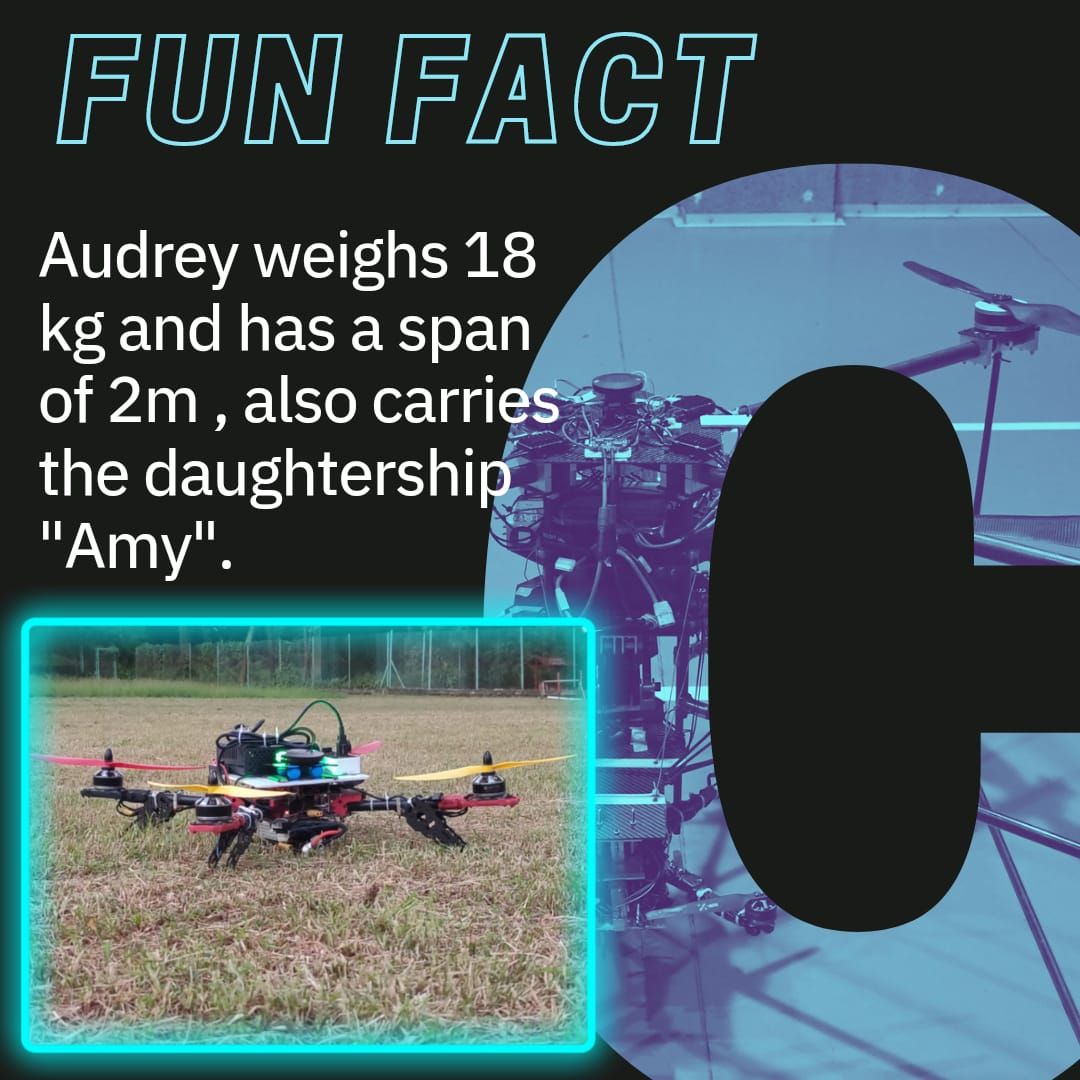 FUN FACT
Audrey weighs 18
kg and has a span
of 2m , also carries
the daughtership
"Amy".